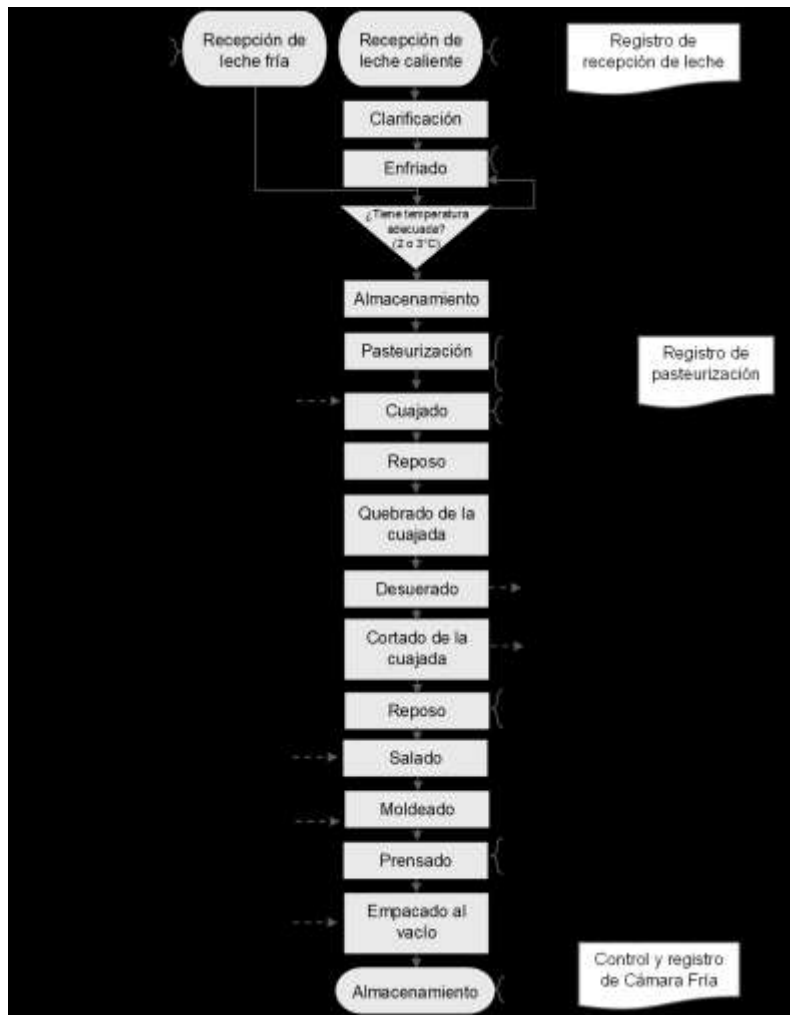 Recepción de
leche fría
Recepción de
leche caliente
Registro de
recepción de leche
Clarificación
Enfriado
¿Tiene temperatura
adecuada?
(2 a 3°C)
Almacenamiento
Pasteurización
Registro de
pasteurización
Cuajado
Reposo
Quebrado de la
cuajada
Desuerado
Cortado de la
cuajada
Reposo
Salado
Moldeado
Prensado
Empacado al
vacío
Control y registro
de Cámara Fría
Almacenamiento